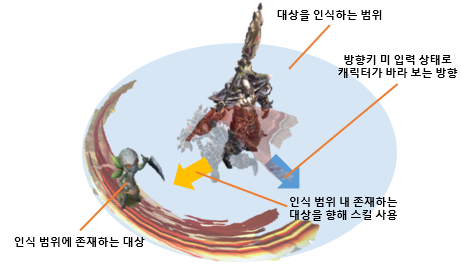 대상을 인식하는 범위
방향키 미 입력 상태로
캐릭터가 바라 보는 방향
인식 범위 내 존재하는
대상을 향해 스킬 사용
인식 범위에 존재하는 대상